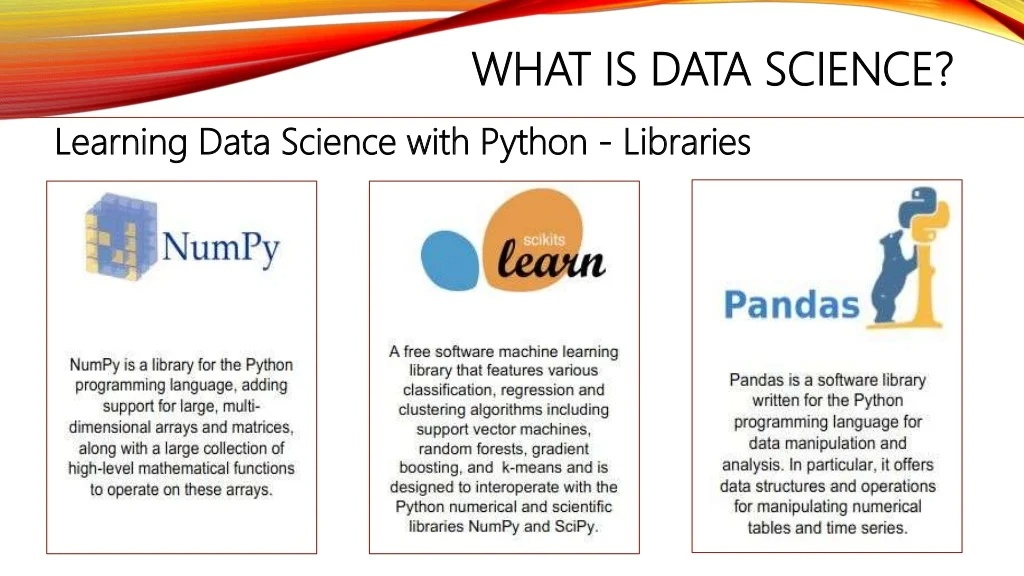 WHAT IS DATA SCIENCE?
Learning Data Science with Python - Libraries
NumPy
NumPy is a library for the Python
programming language, adding
support for large, multi-
dimensional arrays and matrices,
along with a large collection of
high-level mathematical functions
to operate on these arrays.
scikits
learn
A free software machine learning
library that features various
classification, regression and
clustering algorithms including
support vector machines,
random forests, gradient
boosting, and k-means and is
designed to interoperate with the
Python numerical and scientific
libraries NumPy and SciPy.
Pandas
Pandas is a software library
written for the Python
programming language for
data manipulation and
analysis. In particular, it offers
data structures and operations
for manipulating numerical
tables and time series.